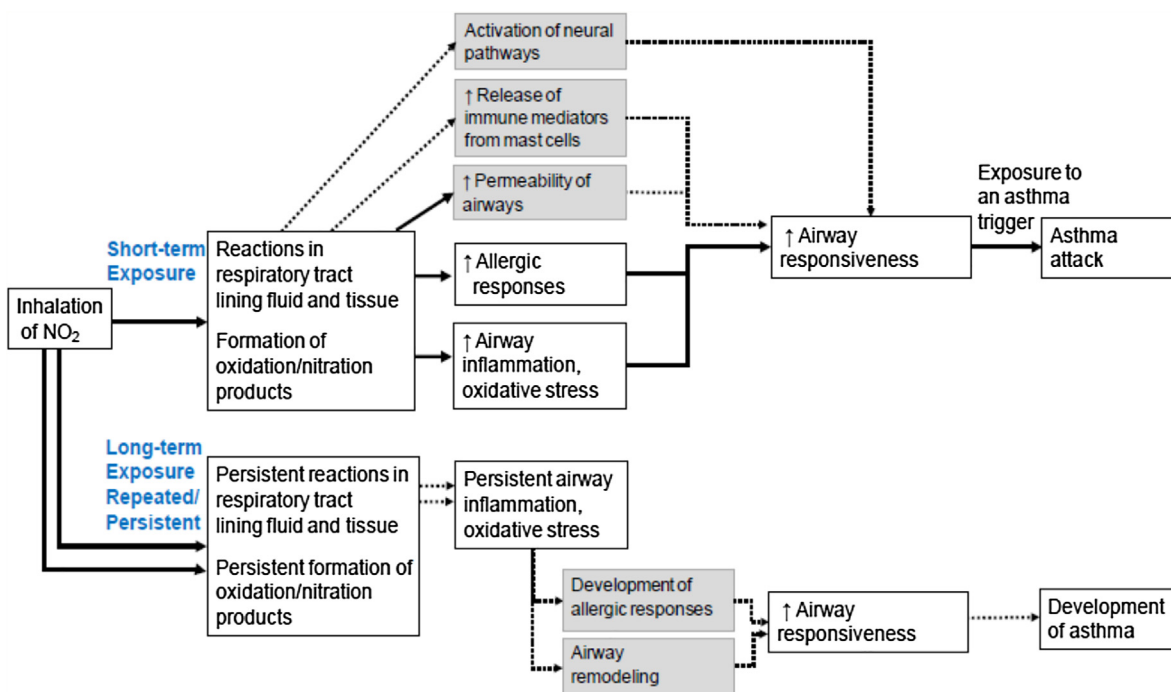 Activation of neural
pathways
↑ Release of
immune mediators
from mast cells
↑ Permeability of
airways
Exposure to
an asthma
trigger
Short-term
Exposure
Reactions in
respiratory tract
lining fluid and tissue
Formation of
oxidation/nitration
products
↑ Allergic
responses
↑ Airway
inflammation,
oxidative stress
↑ Airway
responsiveness
Asthma
attack
Inhalation
of NO₂
Long-term
Exposure
Repeated/
Persistent
Persistent reactions in
respiratory tract
lining fluid and tissue
Persistent formation of
oxidation/nitration
products
Persistent airway
inflammation,
oxidative stress
Development of
allergic responses
Airway
remodeling
↑ Airway
responsiveness
Development
of asthma